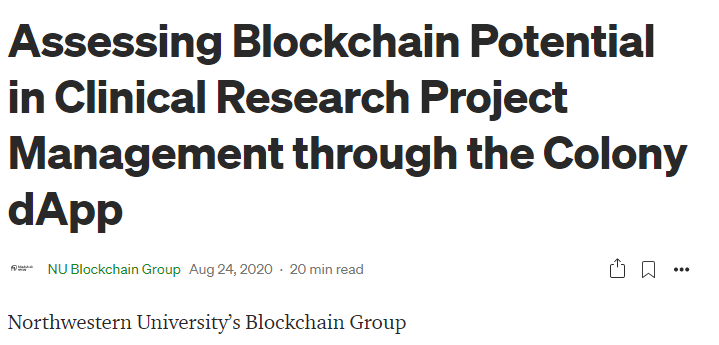 Assessing Blockchain Potential
in Clinical Research Project
Management through the Colony
dApp
NU Blockchain Group Aug 24, 2020 · 20 min read
Northwestern University's Blockchain Group